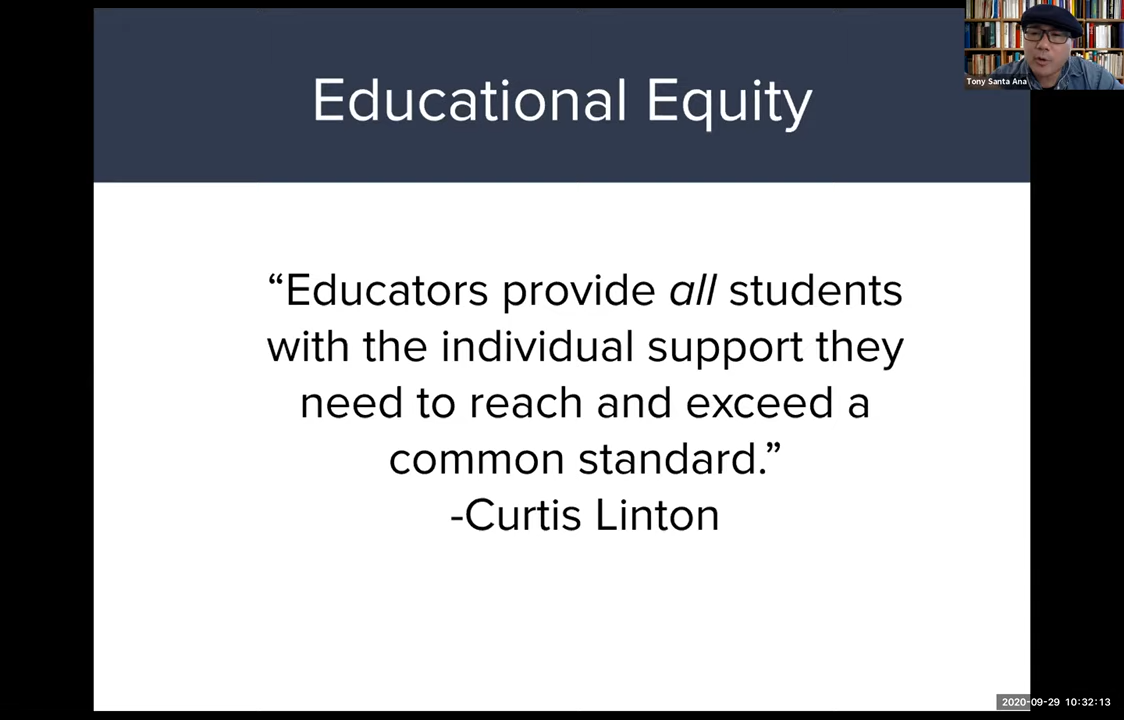 Educational Equity
Tony Santa Ana
“Educators provide all students
with the individual support they
need to reach and exceed a
common standard.”
-Curtis Linton
2020-09-29 10:32:13